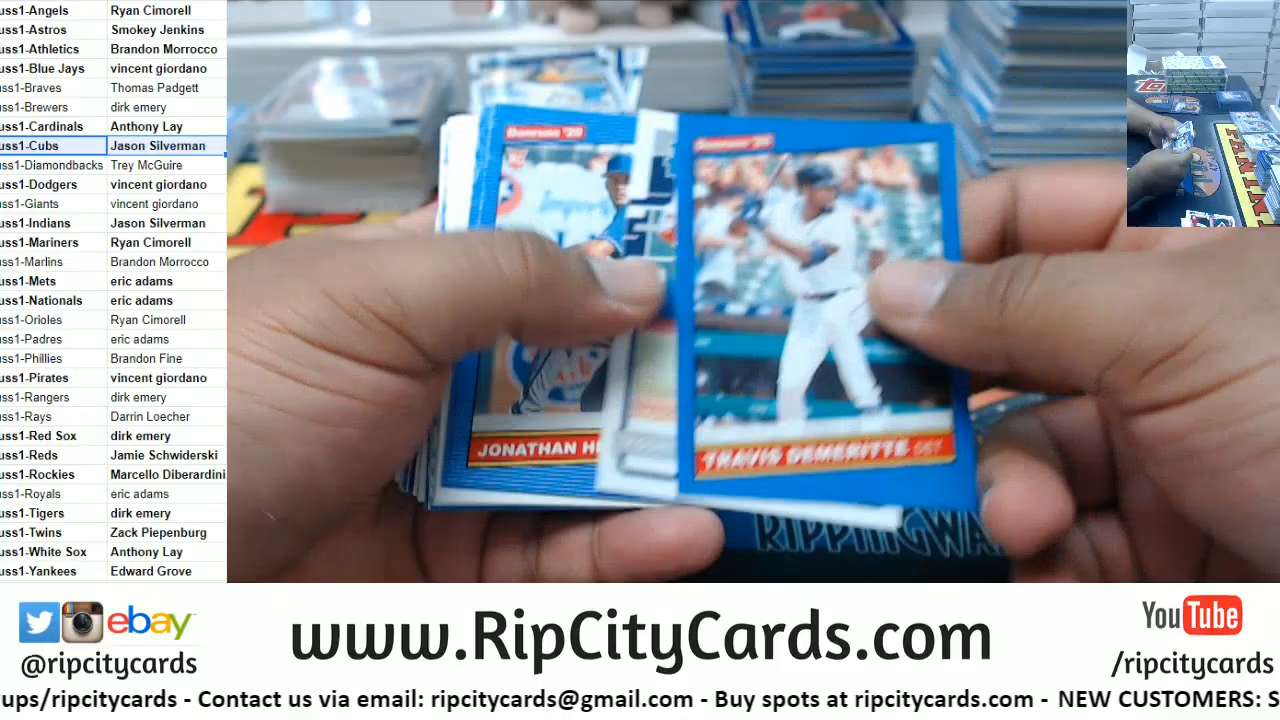 uss1-Angels Ryan Cimorell
uss1-Astros Smokey Jenkins
uss1-Athletics Brandon Morrocco
uss1-Blue Jays vincent giordano
uss1-Braves Thomas Padgett
uss1-Brewers dirk emery
uss1-Cardinals Anthony Lay
uss1-Cubs Jason Silverman
uss1-Diamondbacks Trey McGuire
uss1-Dodgers vincent giordano
uss1-Giants vincent giordano
uss1-Indians Jason Silverman
uss1-Mariners Ryan Cimorell
uss1-Marlins Brandon Morrocco
uss1-Mets eric adams
uss1-Nationals eric adams
uss1-Orioles Ryan Cimorell
uss1-Padres eric adams
uss1-Phillies Brandon Fine
uss1-Pirates vincent giordano
uss1-Rangers dirk emery
uss1-Rays Darrin Loecher
uss1-Red Sox dirk emery
uss1-Reds Jamie Schwiderski
uss1-Rockies Marcello Diberardini
uss1-Royals eric adams
uss1-Tigers dirk emery
uss1-Twins Zack Piepenburg
uss1-White Sox Anthony Lay
uss1-Yankees Edward Grove
Donruss '20
JONATHAN H
Donruss '20
TRAVIS DEMERITTE DET
RIPPINGWA
PANINI
ebay
@ripcitycards
www.RipCityCards.com
YouTube
/ripcitycards
ups/ripcitycards - Contact us via email: ripcitycards@gmail.com - Buy spots at ripcitycards.com - NEW CUSTOMERS: S